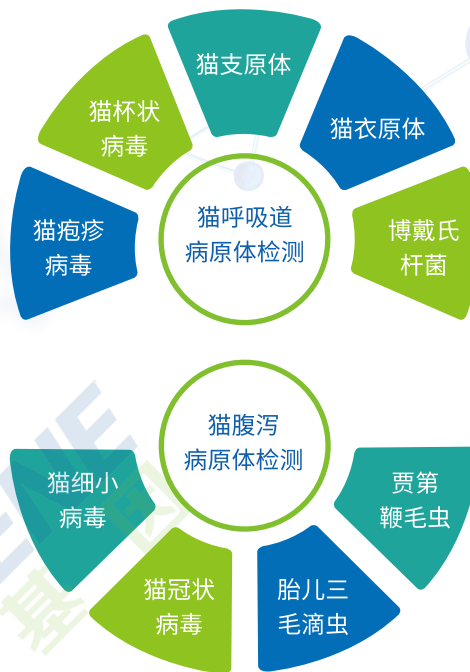 猫支原体
猫杯状
病毒
猫衣原体
猫疱疹
病毒
猫呼吸道
病原体检测
博戴氏
杆菌
猫腹泻
病原体检测
猫细小
病毒
贾第
鞭毛虫
猫冠状
病毒
胎儿三
毛滴虫
ENE
基因